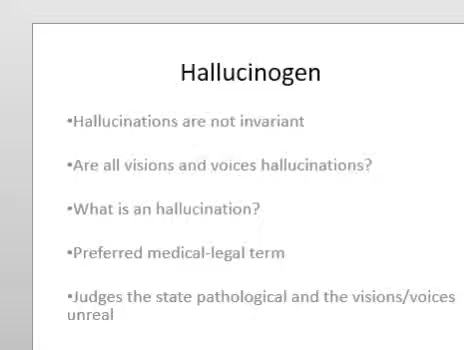 Hallucinogen
•Hallucinations are not invariant
•Are all visions and voices hallucinations?
•What is an hallucination?
•Preferred medical-legal term
•Judges the state pathological and the visions/voices
unreal